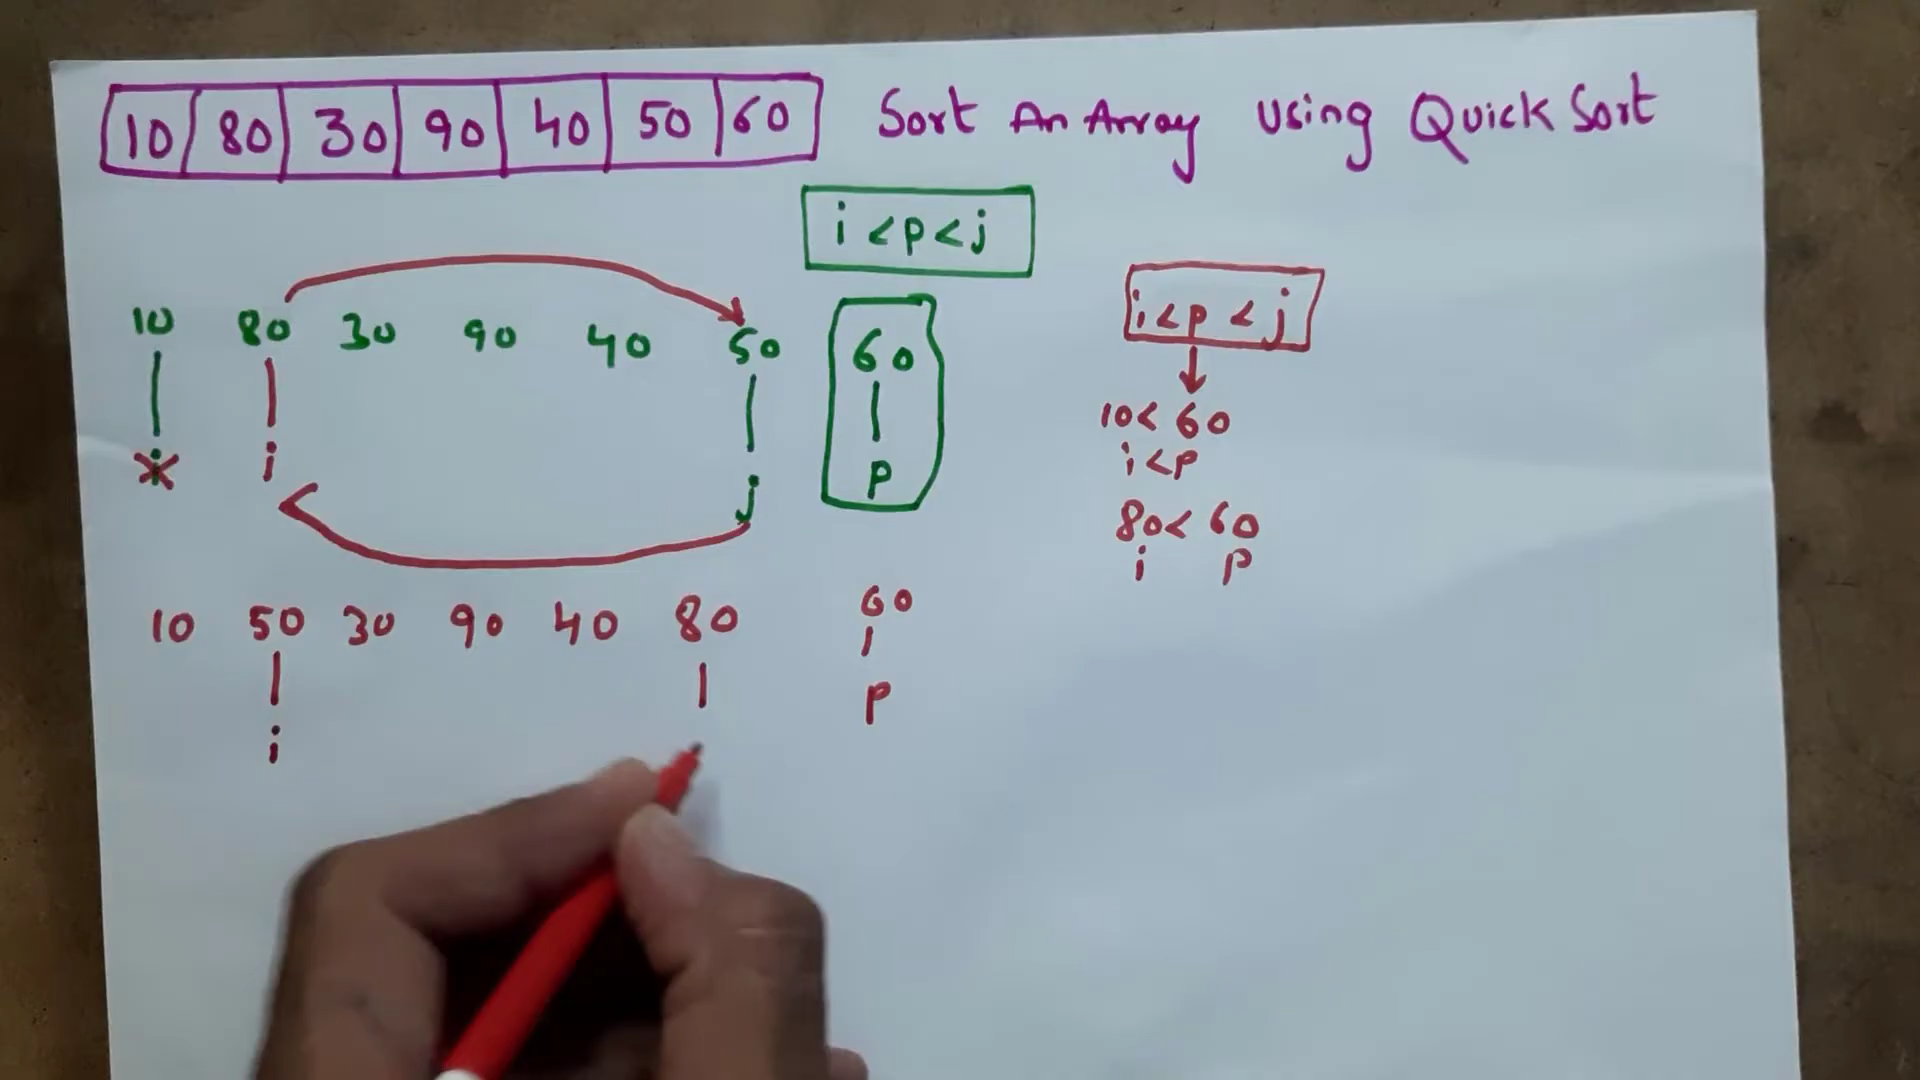 10 80 30 90 40 50 60 Sort An Array Using Quick Sort
i < p < j
i < p < j
10 80 30 90 40 50 60
i i j p
10 < 60
i < p
80 < 60
i p
10 50 30 90 40 80 60
i p